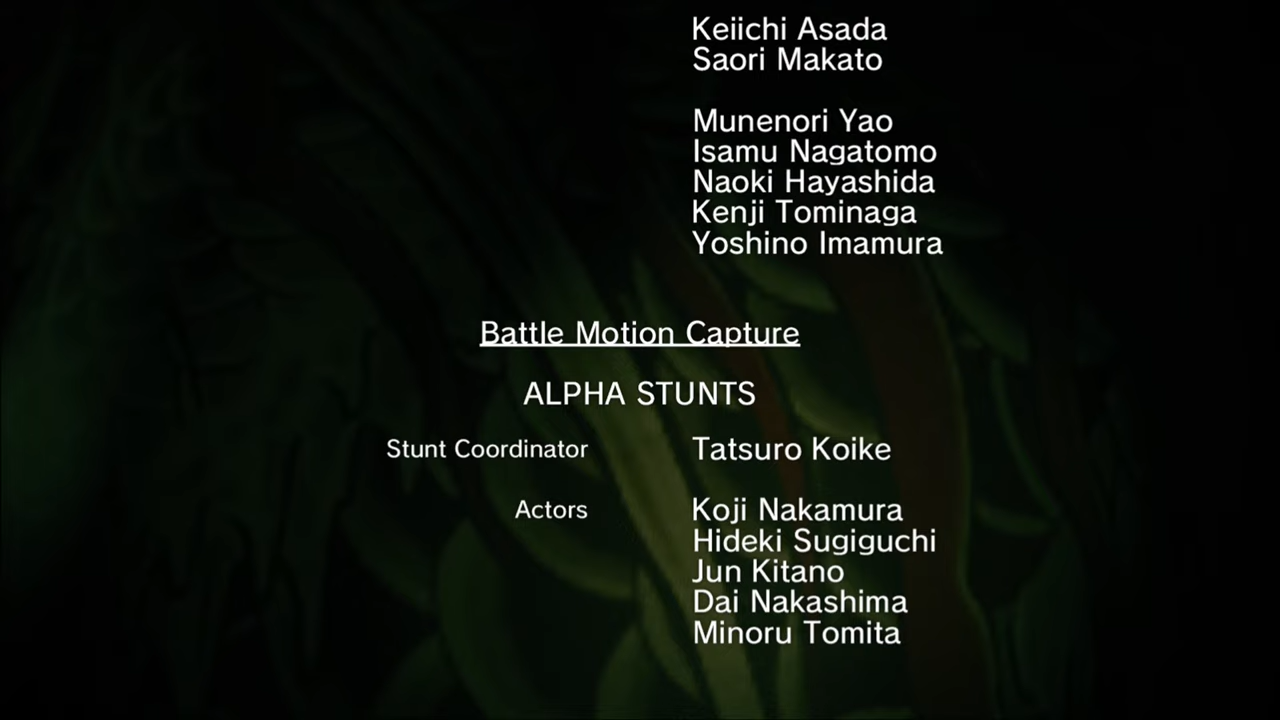 Keiichi Asada
Saori Makato
Munenori Yao
Isamu Nagatomo
Naoki Hayashida
Kenji Tominaga
Yoshino Imamura
Battle Motion Capture
ALPHA STUNTS
Stunt Coordinator Tatsuro Koike
Actors Koji Nakamura
Hideki Sugiguchi
Jun Kitano
Dai Nakashima
Minoru Tomita